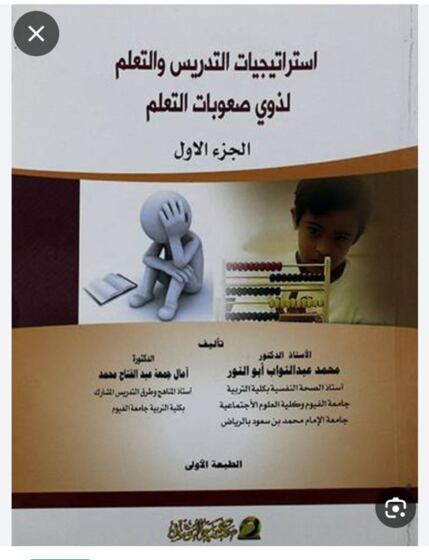 استراتيجيات التدريس والتعلم
لذوي صعوبات التعلم
الجزء الاول
تأليف
الأستاذ الدكتور
محمد عبدالتواب أبو النور
أستاذ الصحة النفسية بكلية التربية
جامعة الفيوم وكلية العلوم الأجتماعية
جامعة الإمام محمد بن سعود بالرياض
الدكتورة
آمال جمعة عبد الفتاح محمد
أستاذ المناهج وطرق التدريس المشارك
بكلية التربية جامعة الفيوم
الطبعة الأولى